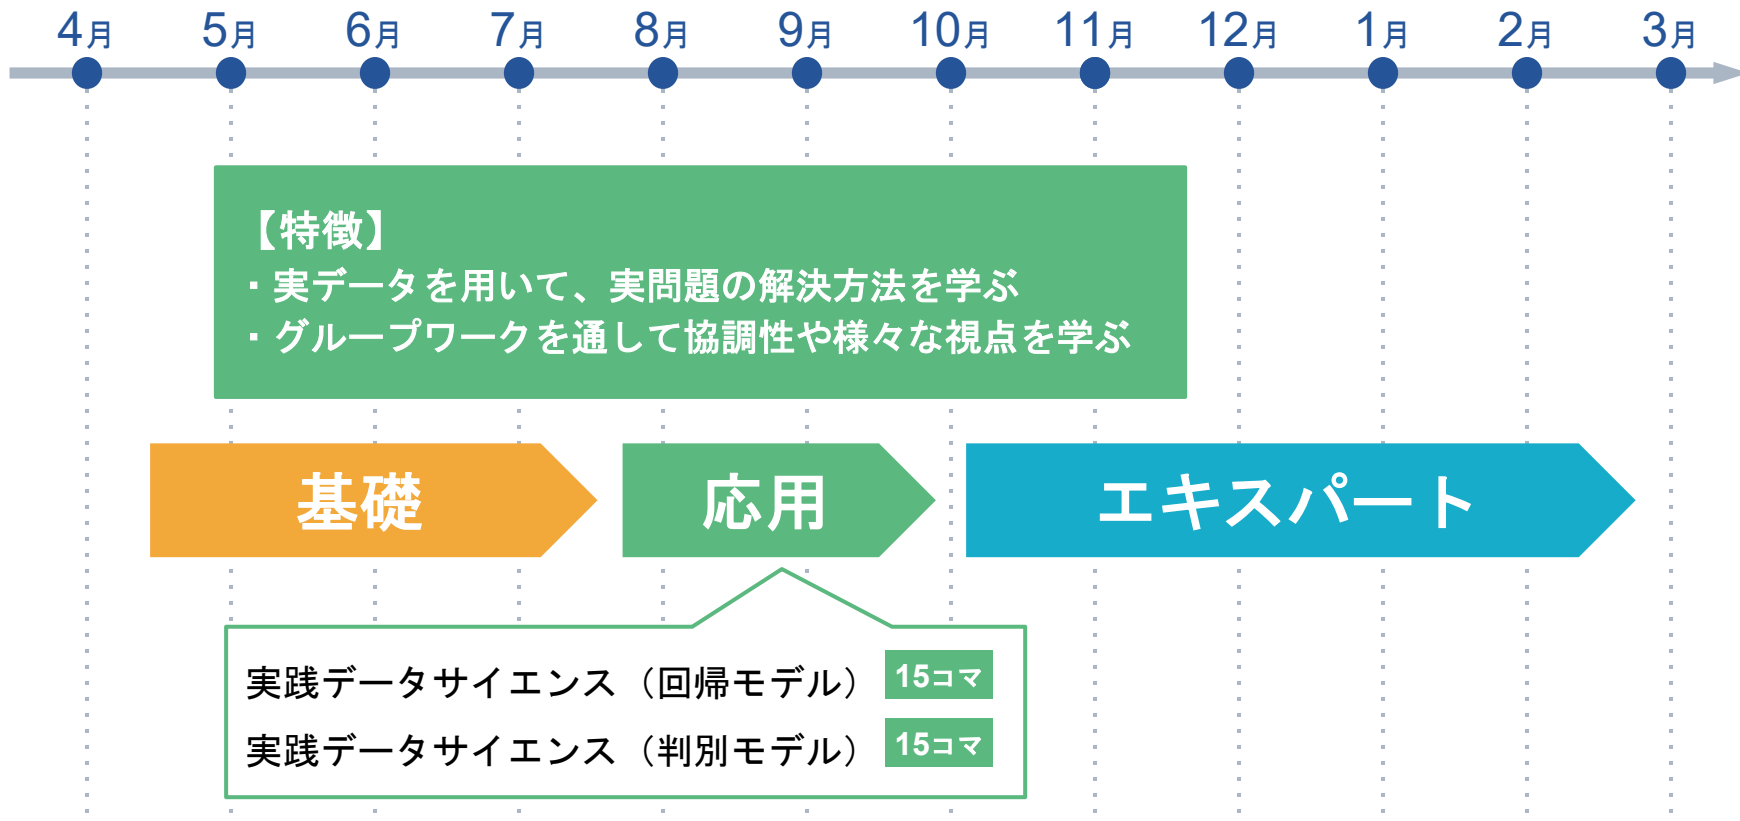 4月 5月 6月 7月 8月 9月 10月 11月 12月 1月 2月 3月
【特徴】
・実データを用いて、実問題の解決方法を学ぶ
・グループワークを通して協調性や様々な視点を学ぶ
基礎 応用 エキスパート
実践データサイエンス（回帰モデル） 15コマ
実践データサイエンス（判別モデル） 15コマ